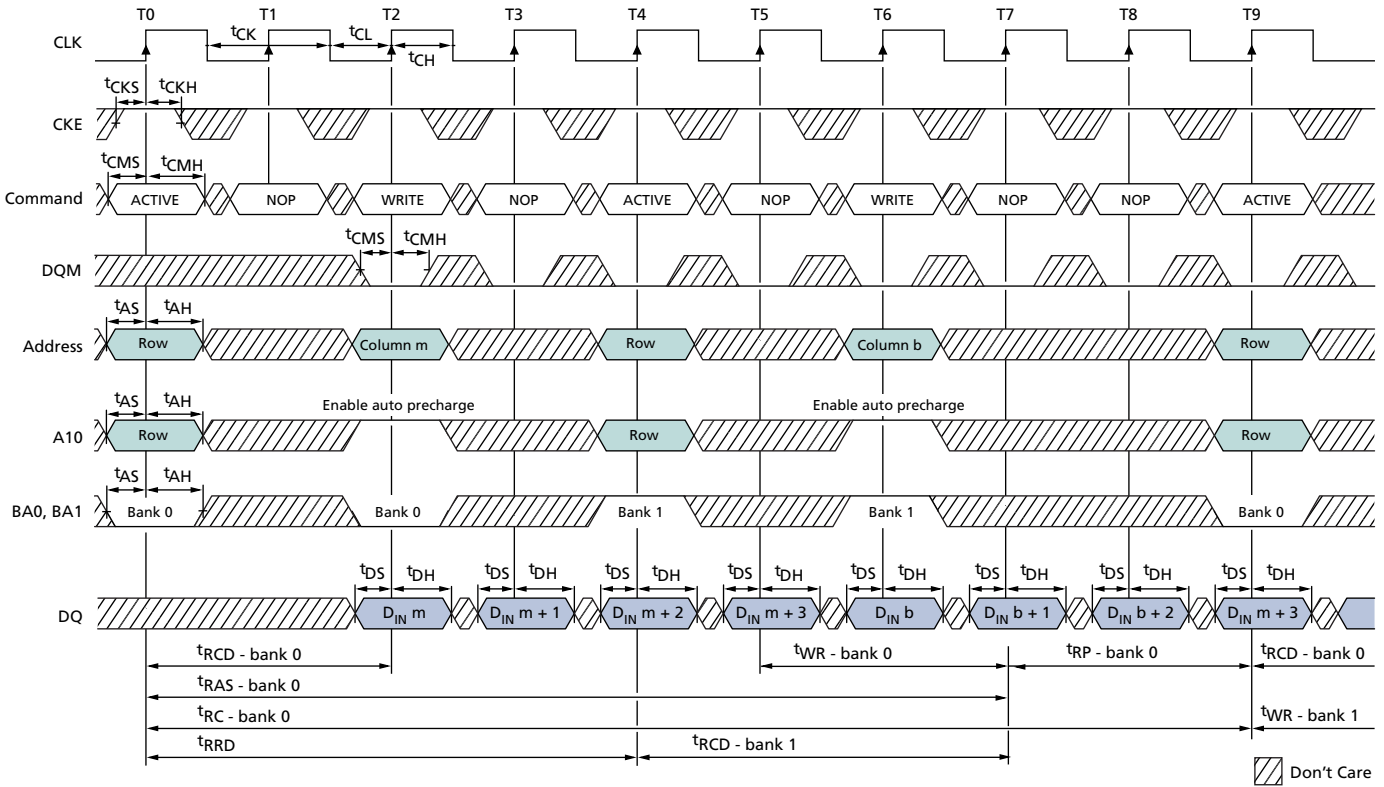 T0 T1 T2 T3 T4 T5 T6 T7 T8 T9
CLK
tCK tCL
tCH
tCKS tCKH
CKE
tCMS tCMH
Command ACTIVE NOP WRITE NOP ACTIVE NOP WRITE NOP NOP ACTIVE
tCMS tCMH
DQM
tAS tAH
Address Row Column m Row Column b Row
tAS tAH Enable auto precharge Enable auto precharge
A10 Row Row Row
tAS tAH
BA0, BA1 Bank 0 Bank 0 Bank 1 Bank 1 Bank 0
tDS tDH tDS tDH tDS tDH tDS tDH tDS tDH tDS tDH tDS tDH tDS tDH
DQ DIN m DIN m + 1 DIN m + 2 DIN m + 3 DIN b DIN b + 1 DIN b + 2 DIN m + 3
tRCD - bank 0 tWR - bank 0 tRP - bank 0 tRCD - bank 0
tRAS - bank 0
tRC - bank 0 tWR - bank 1
tRRD tRCD - bank 1
Don't Care